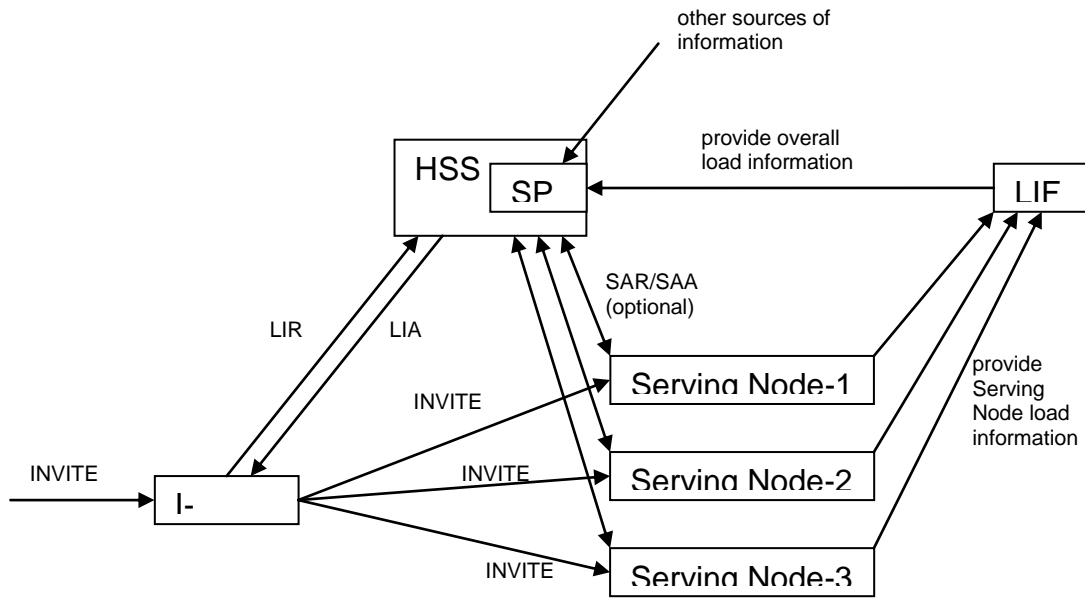 other sources of
information
provide overall
load information
HSS
SP
LIF
SAR/SAA
(optional)
LIR
LIA
Serving Node-1
provide
Serving
Node load
information
INVITE
INVITE
INVITE
Serving Node-2
I-
INVITE
Serving Node-3